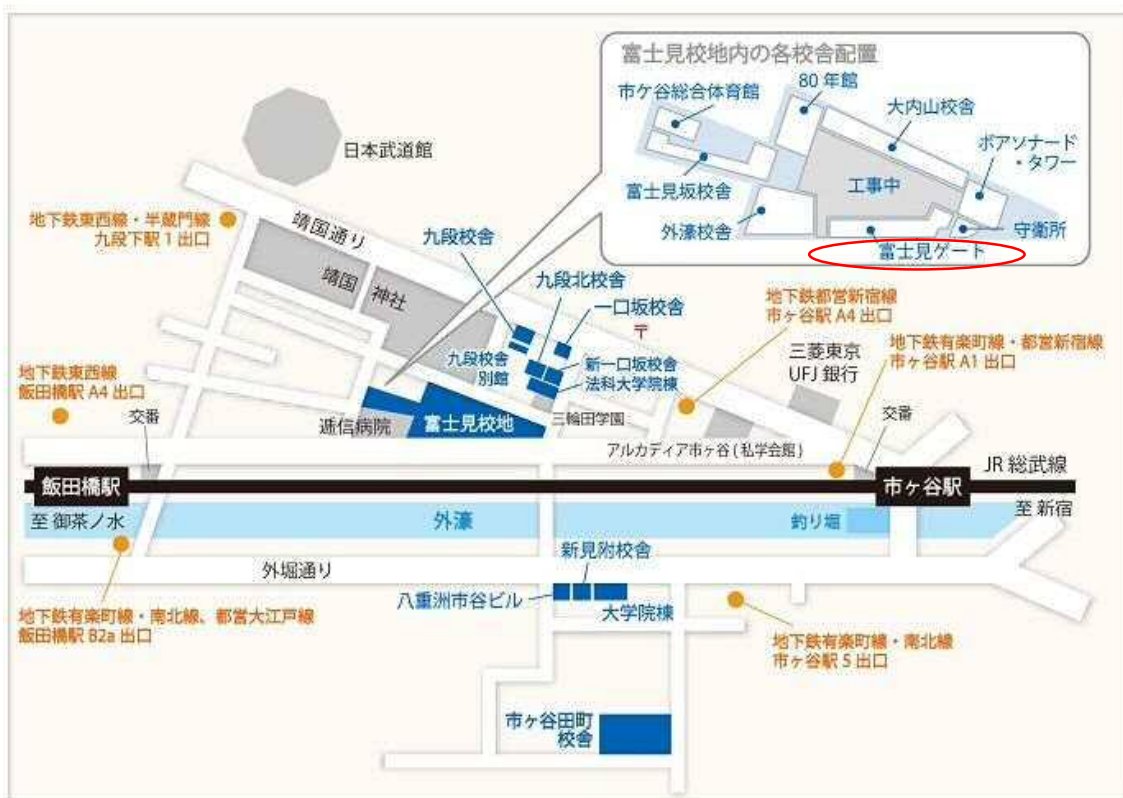 富士見校地内の各校舎配置
市ケ谷総合体育館
80年館
大内山校舎
ボアソナード
・タワー
富士見坂校舎
工事中
外濠校舎
守衛所
富士見ゲート
日本武道館
地下鉄東西線・半蔵門線
九段下駅1出口
靖国通り
靖国
神社
九段校舎
九段北校舎
一口坂校舎
〒
地下鉄都営新宿線
市ヶ谷駅A4出口
三菱東京
UFJ銀行
地下鉄有楽町線・都営新宿線
市ヶ谷駅A1出口
九段校舎
別館
新一口坂校舎
法科大学院棟
地下鉄東西線
飯田橋駅A4出口
交番
逓信病院
富士見校地
三輪田学園
アルカディア市ヶ谷(私学会館)
交番
JR総武線
飯田橋駅
市ヶ谷駅
至 御茶ノ水
外濠
釣り堀
至 新宿
外堀通り
新見附校舎
八重洲市谷ビル
大学院棟
地下鉄有楽町線・南北線、都営大江戸線
飯田橋駅B2a出口
地下鉄有楽町線・南北線
市ヶ谷駅5出口
市ヶ谷田町
校舎